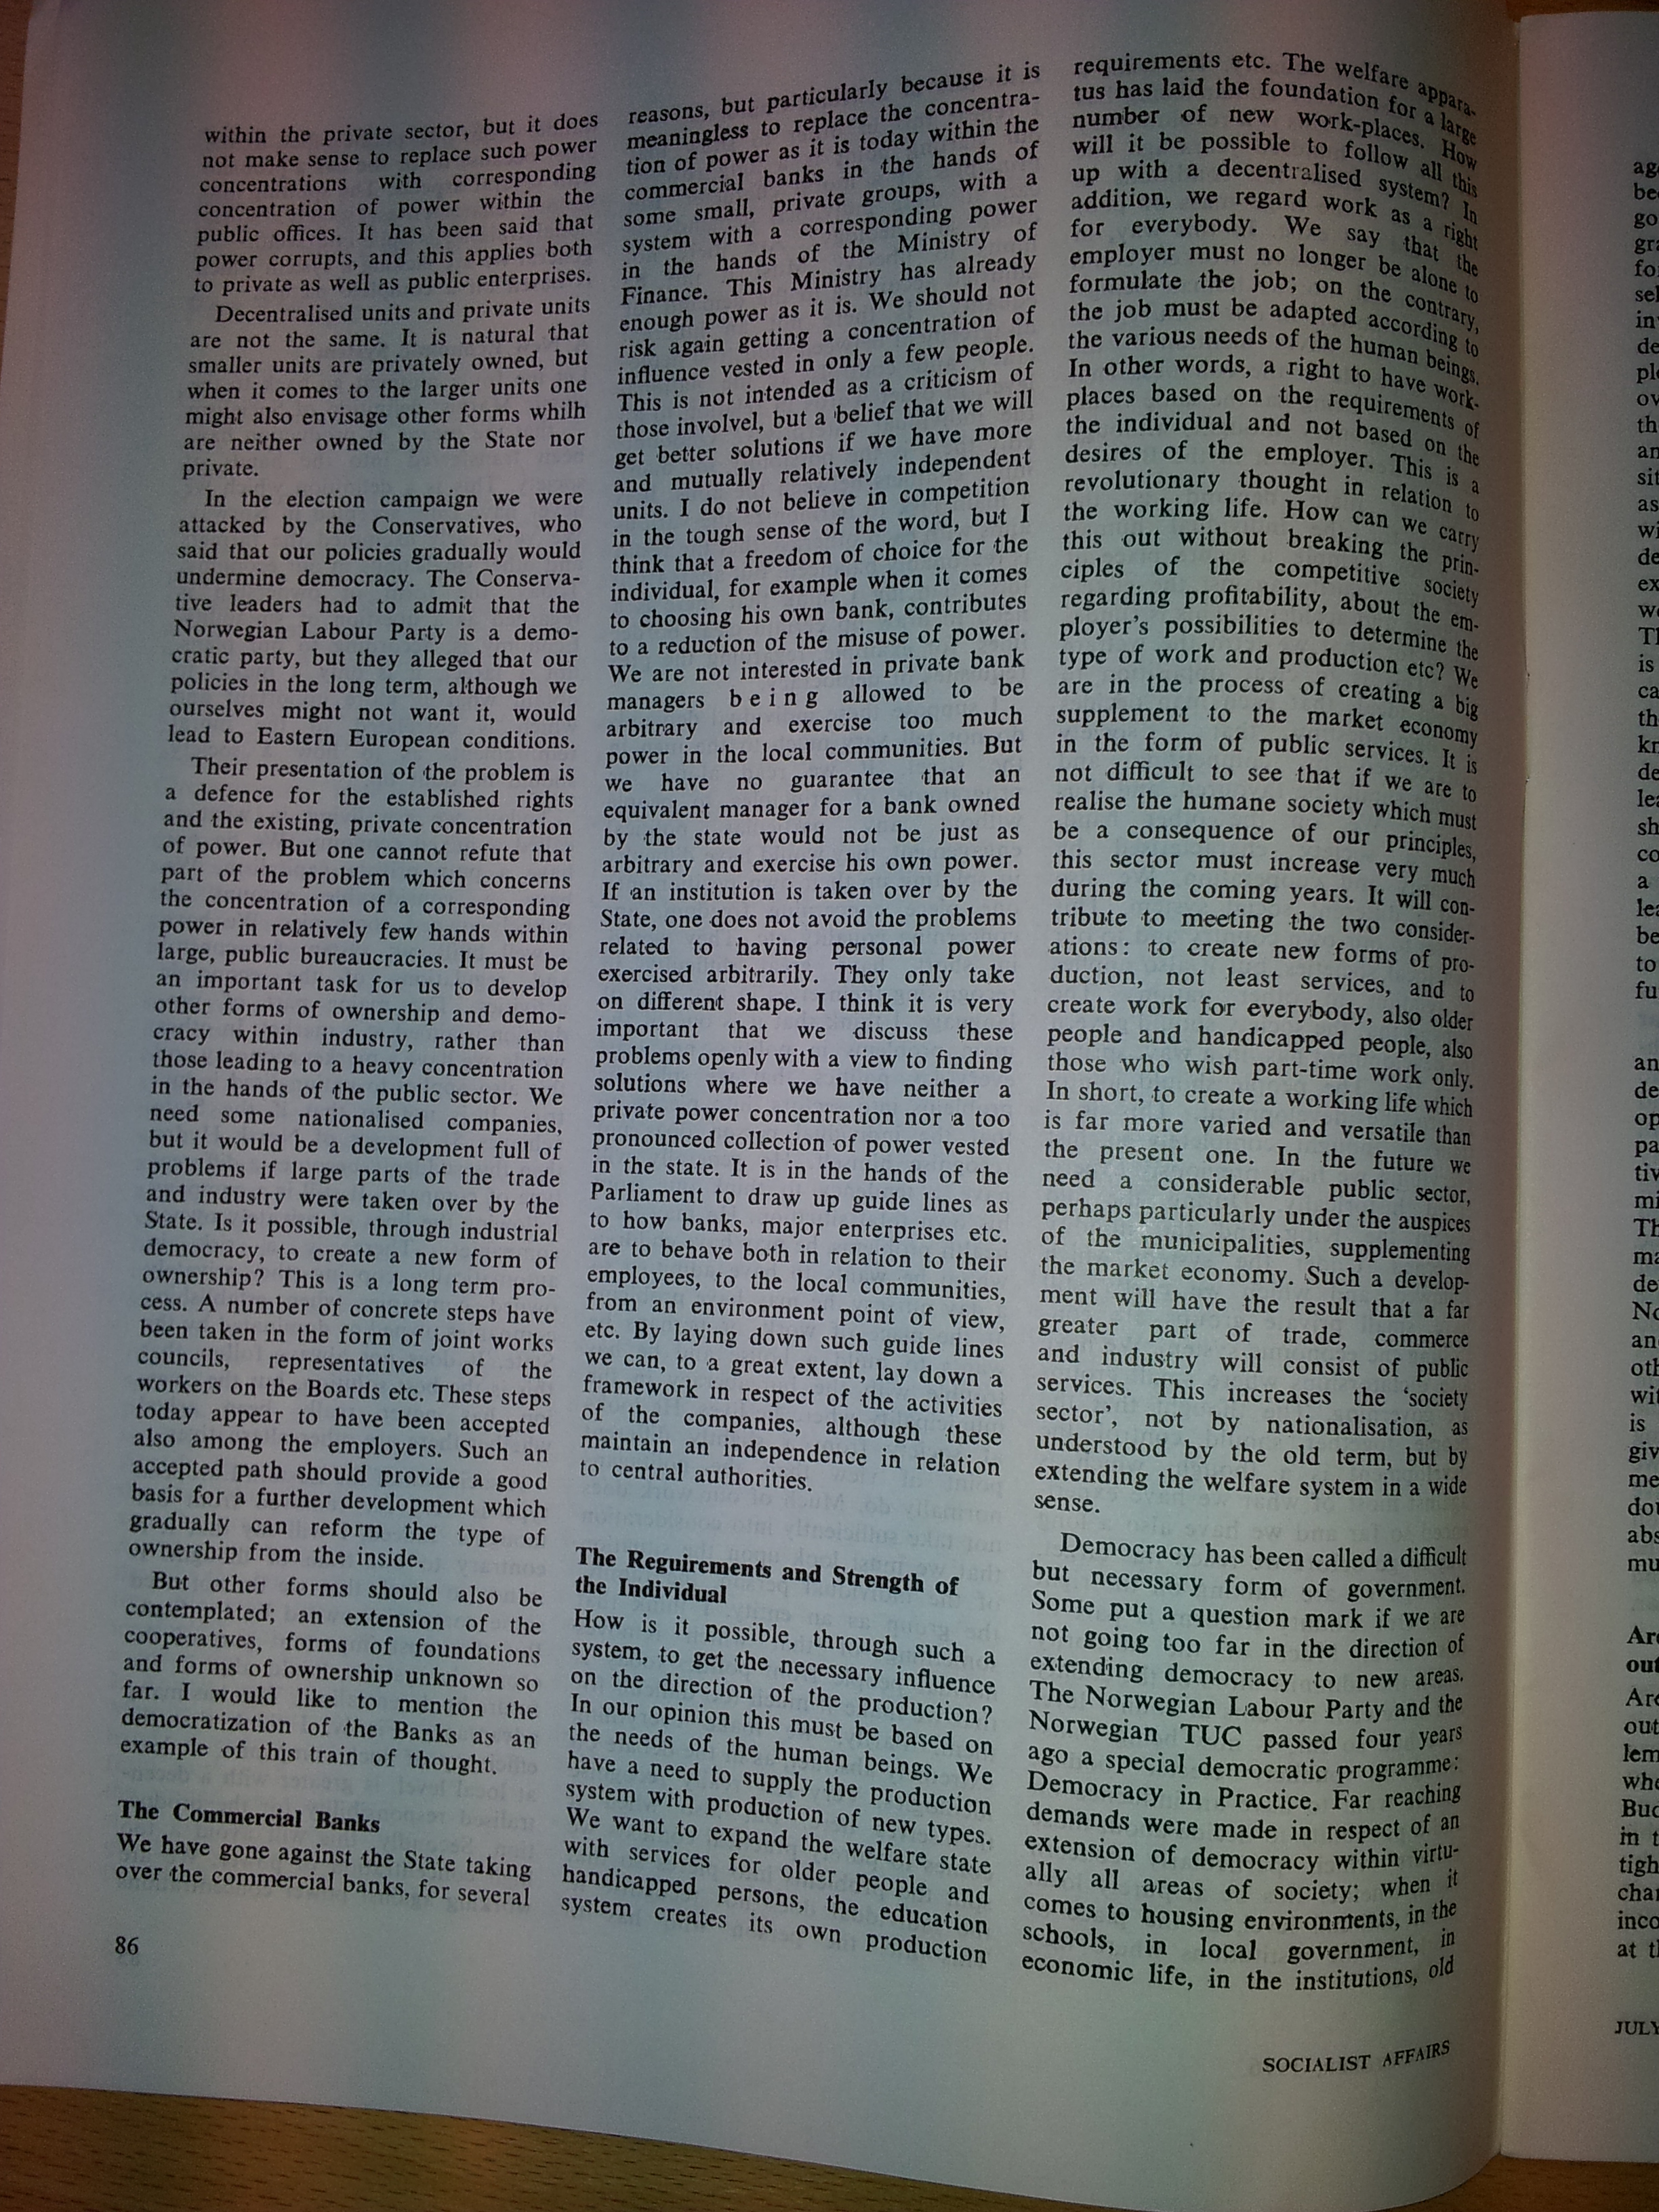 within the private sector, but it does
not make sense to replace such power
concentrations with corresponding
concentration of power within the
public offices. It has been said that
power corrupts, and this applies both
to private as well as public enterprises.
Decentralised units and private units
are not the same. It is natural that
smaller units are privately owned, but
when it comes to the larger units one
might also envisage other forms whilh
are neither owned by the State nor
private.
In the election campaign we were
attacked by the Conservatives, who
said that our policies gradually would
undermine democracy. The Conserva-
tive leaders had to admit that the
Norwegian Labour Party is a demo-
cratic party, but they alleged that our
policies in the long term, although we
ourselves might not want it, would
lead to Eastern European conditions.
Their presentation of the problem is
a defence for the established rights
and the existing, private concentration
of power. But one cannot refute that
part of the problem which concerns
the concentration of a corresponding
power in relatively few hands within
large, public bureaucracies. It must be
an important task for us to develop
other forms of ownership and demo-
cracy within industry, rather than
those leading to a heavy concentration
in the hands of the public sector. We
need some nationalised companies,
but it would be a development full of
problems if large parts of the trade
and industry were taken over by the
State. Is it possible, through industrial
democracy, to create a new form of
ownership? This is a long term pro-
cess. A number of concrete steps have
been taken in the form of joint works
councils, representatives of the
workers on the Boards etc. These steps
today appear to have been accepted
also among the employers. Such an
accepted path should provide a good
basis for a further development which
gradually can reform the type of
ownership from the inside.
But other forms should also be
contemplated; an extension of the
cooperatives, forms of foundations
and forms of ownership unknown so
far. I would like to mention the
democratization of the Banks as an
example of this train of thought.
The Commercial Banks
We have gone against the State taking
over the commercial banks, for several
86
reasons, but particularly because it is
meaningless to replace the concentra-
tion of power as it is today within the
commercial banks in the hands of
some small, private groups, with a
system with a corresponding power
in the hands of the Ministry of
Finance. This Ministry has already
enough power as it is. We should not
risk again getting a concentration of
influence vested in only a few people.
This is not intended as a criticism of
those involvel, but a belief that we will
get better solutions if we have more
and mutually relatively independent
units. I do not believe in competition
in the tough sense of the word, but I
think that a freedom of choice for the
individual, for example when it comes
to choosing his own bank, contributes
to a reduction of the misuse of power.
We are not interested in private bank
managers being allowed to be
arbitrary and exercise too much
power in the local communities. But
we have no guarantee that an
equivalent manager for a bank owned
by the state would not be just as
arbitrary and exercise his own power.
If an institution is taken over by the
State, one does not avoid the problems
related to having personal power
exercised arbitrarily. They only take
on different shape. I think it is very
important that we discuss these
problems openly with a view to finding
solutions where we have neither a
private power concentration nor a too
pronounced collection of power vested
in the state. It is in the hands of the
Parliament to draw up guide lines as
to how banks, major enterprises etc.
are to behave both in relation to their
employees, to the local communities,
from an environment point of view,
etc. By laying down such guide lines
we can, to a great extent, lay down a
framework in respect of the activities
of the companies, although these
maintain an independence in relation
to central authorities.
The Reguirements and Strength of
the Individual
How is it possible, through such a
system, to get the necessary influence
on the direction of the production?
In our opinion this must be based on
the needs of the human beings. We
have a need to supply the production
system with production of new types.
We want to expand the welfare state
with services for older people and
handicapped persons, the education
system creates its own production
requirements etc. The welfare appara-
tus has laid the foundation for a large
number of new work-places. How
will it be possible to follow all this
up with a decentralised system? In
addition, we regard work as a right
for everybody. We say that the
employer must no longer be alone to
formulate the job; on the contrary,
the job must be adapted according to
the various needs of the human beings.
In other words, a right to have work-
places based on the requirements of
the individual and not based on the
desires of the employer. This is a
revolutionary thought in relation to
the working life. How can we carry
this out without breaking the prin-
ciples of the competitive society
regarding profitability, about the em-
ployer's possibilities to determine the
type of work and production etc? We
are in the process of creating a big
supplement to the market economy
in the form of public services. It is
not difficult to see that if we are to
realise the humane society which must
be a consequence of our principles,
this sector must increase very much
during the coming years. It will con-
tribute to meeting the two consider-
ations: to create new forms of pro-
duction, not least services, and to
create work for everybody, also older
people and handicapped people, also
those who wish part-time work only.
In short, to create a working life which
is far more varied and versatile than
the present one. In the future we
need a considerable public sector,
perhaps particularly under the auspices
of the municipalities, supplementing
the market economy. Such a develop-
ment will have the result that a far
greater part of trade, commerce
and industry will consist of public
services. This increases the 'society
sector', not by nationalisation, as
understood by the old term, but by
extending the welfare system in a wide
sense.
Democracy has been called a difficult
but necessary form of government.
Some put a question mark if we are
not going too far in the direction of
extending democracy to new areas.
The Norwegian Labour Party and the
Norwegian TUC passed four years
ago a special democratic programme:
Democracy in Practice. Far reaching
demands were made in respect of an
extension of democracy within virtu-
ally all areas of society; when it
comes to housing environments, in the
schools, in local government, in
economic life, in the institutions, old
SOCIALIST AFFAIRS
JULY